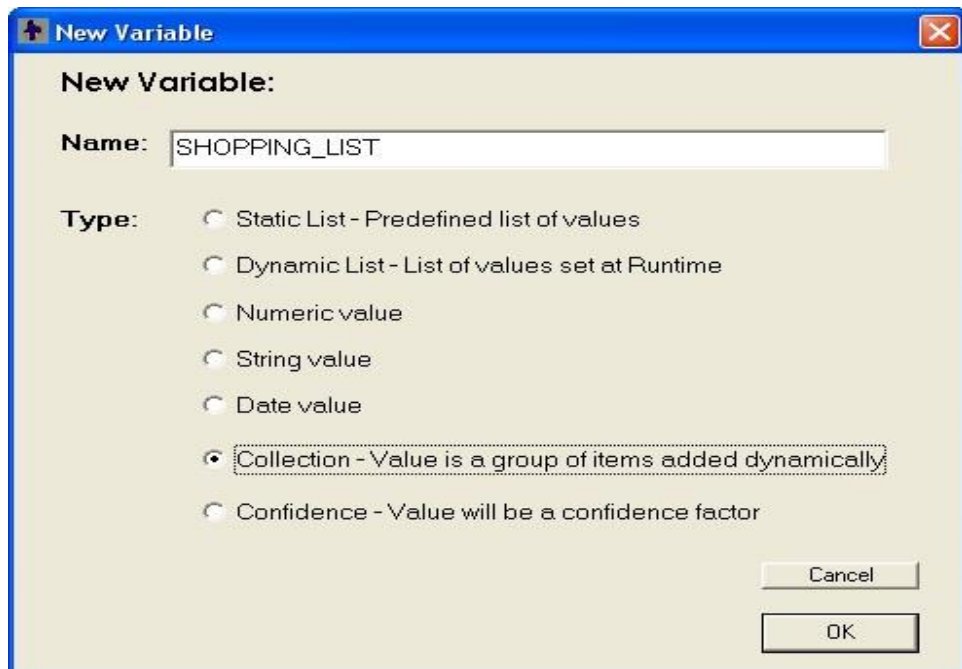 New Variable
New Variable:
Name: SHOPPING_LIST
Type: Static List - Predefined list of values
Dynamic List - List of values set at Runtime
Numeric value
String value
Date value
Collection - Value is a group of items added dynamically
Confidence - Value will be a confidence factor
Cancel
OK